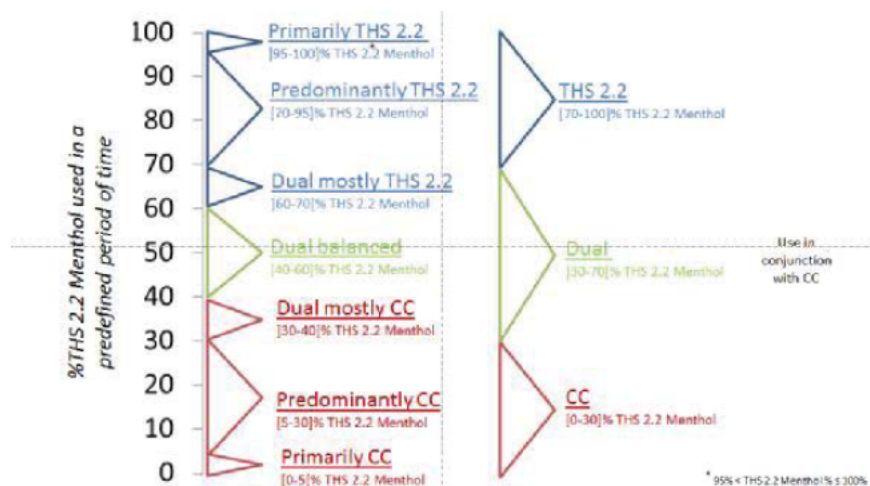 %THS 2.2 Menthol used in a
predefined period of time
100
90
80
70
60
50
40
30
20
10
0
Primarily THS 2.2
*
[95-100]% THS 2.2 Menthol
Predominantly THS 2.2
[70-95]% THS 2.2 Menthol
Dual mostly THS 2.2
]60-70[% THS 2.2 Menthol
Dual balanced
[40-60]% THS 2.2 Menthol
Dual mostly CC
]30-40[% THS 2.2 Menthol
Predominantly CC
[5-30]% THS 2.2 Menthol
Primarily CC
[0-5]% THS 2.2 Menthol
THS 2.2
[70-100]% THS 2.2 Menthol
Dual
]30-70[% THS 2.2 Menthol
CC
[0-30]% THS 2.2 Menthol
Use in
conjunction
with CC
* 95% < THS 2.2 Menthol % ≤ 100%